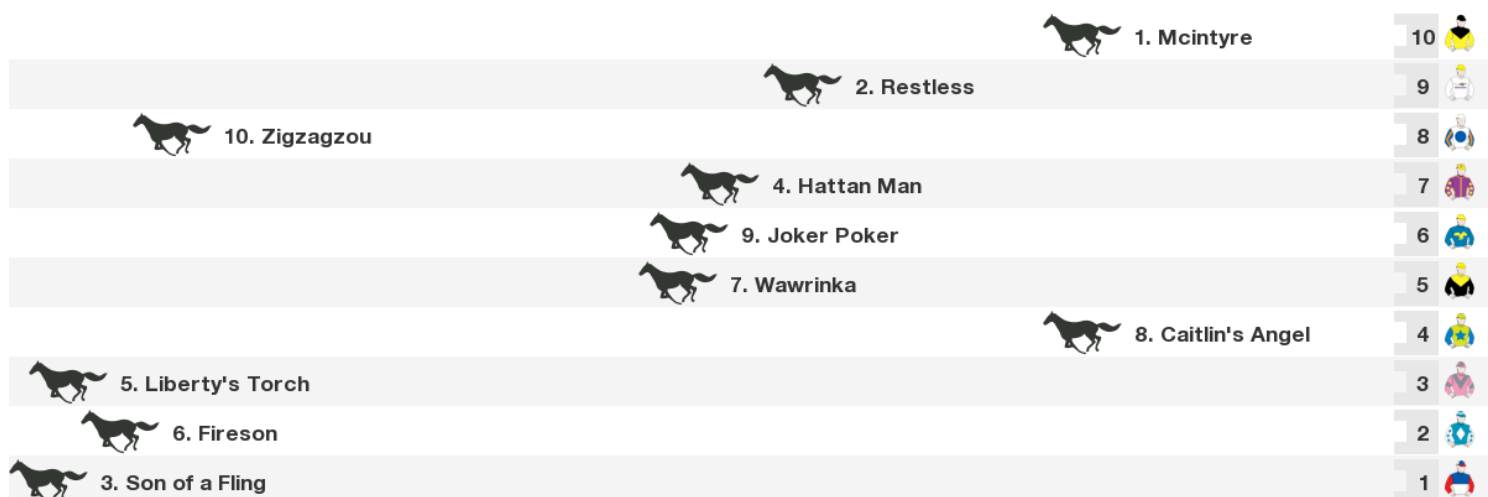 1. Mcintyre 10
2. Restless 9
10. Zigzagzou 8
4. Hattan Man 7
9. Joker Poker 6
7. Wawrinka 5
8. Caitlin's Angel 4
5. Liberty's Torch 3
6. Fireson 2
3. Son of a Fling 1